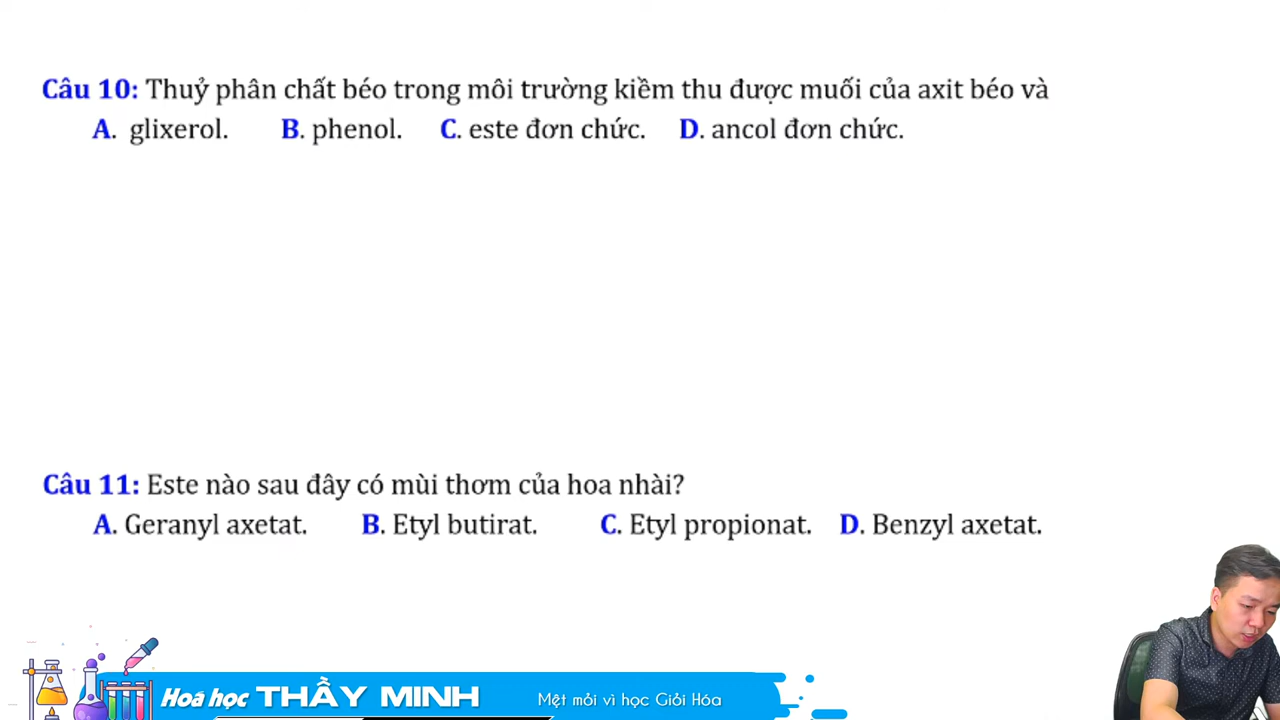 Câu 10: Thuỷ phân chất béo trong môi trường kiềm thu được muối của axit béo và
A. glixerol. B. phenol. C. este đơn chức. D. ancol đơn chức.
Câu 11: Este nào sau đây có mùi thơm của hoa nhài?
A. Geranyl axetat. B. Etyl butirat. C. Etyl propionat. D. Benzyl axetat.
Hoá học THẦY MINH Mệt mỏi vì học Giỏi Hóa